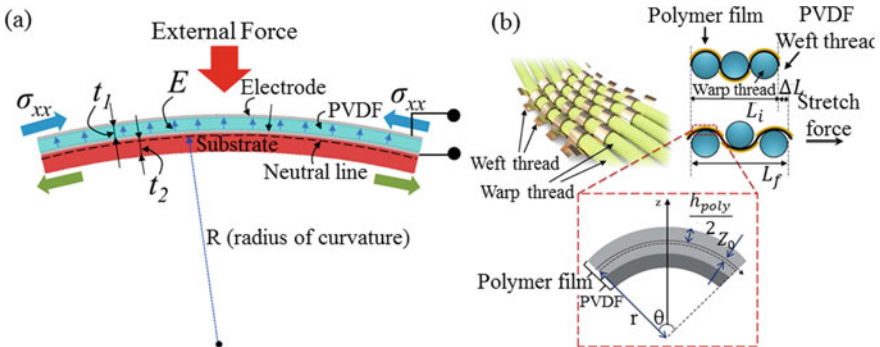 (a)
External Force
σxx
t1
E
Electrode
PVDF
σxx
Substrate
Neutral line
t2
R (radius of curvature)
(b)
Polymer film
PVDF
Weft thread
Warp thread
ΔL
Li
Stretch
force
Lf
Weft thread
Warp thread
z
hpoly
2
Z0
Polymer film
PVDF
r
θ